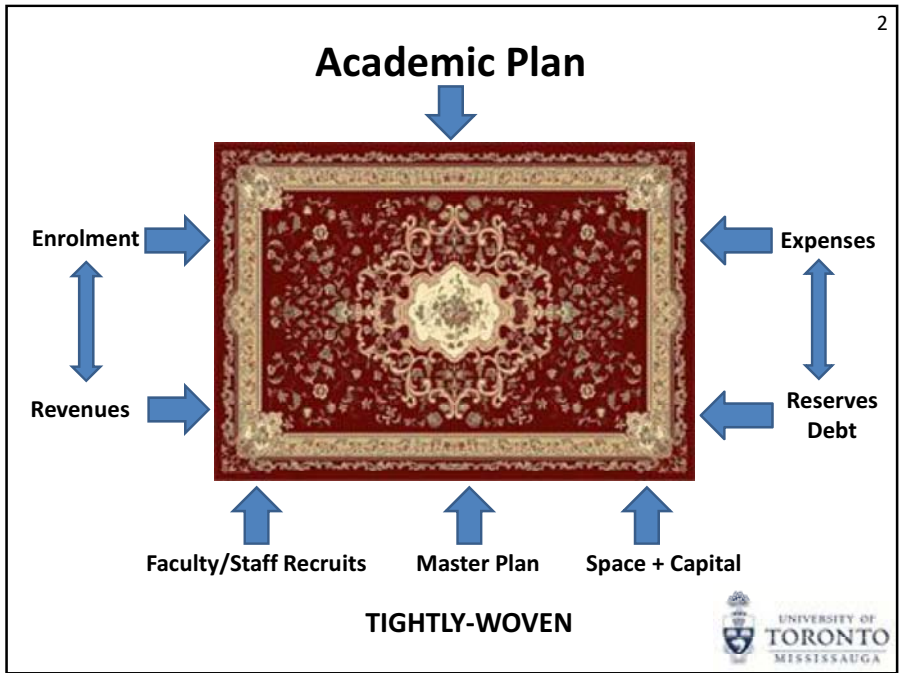 2
Academic Plan
Enrolment
Expenses
Revenues
Reserves
Debt
Faculty/Staff Recruits
Master Plan
Space + Capital
TIGHTLY-WOVEN
UNIVERSITY OF
TORONTO
MISSISSAUGA